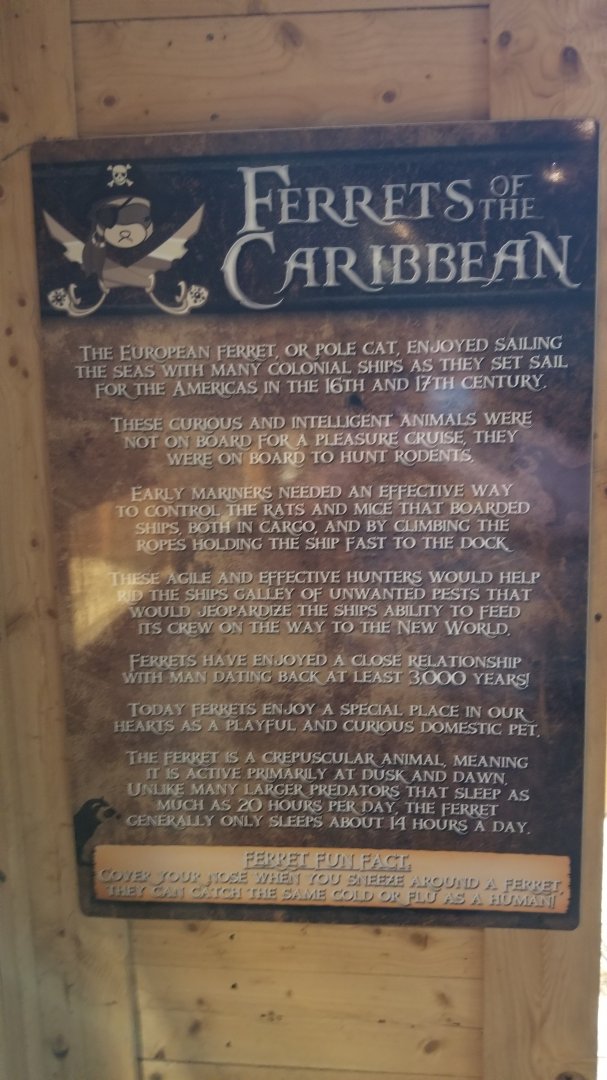 FERRETS OF THE
CARIBBEAN
THE EUROPEAN FERRET, OR POLE CAT, ENJOYED SAILING
THE SEAS WITH MANY COLONIAL SHIPS AS THEY SET SAIL
FOR THE AMERICAS IN THE 16TH AND 17TH CENTURY.
THESE CURIOUS AND INTELLIGENT ANIMALS WERE
NOT ON BOARD FOR A PLEASURE CRUISE, THEY
WERE ON BOARD TO HUNT RODENTS.
EARLY MARINERS NEEDED AN EFFECTIVE WAY
TO CONTROL THE RATS AND MICE THAT BOARDED
SHIPS, BOTH IN CARGO, AND BY CLIMBING THE
ROPES HOLDING THE SHIP FAST TO THE DOCK
THESE AGILE AND EFFECTIVE HUNTERS WOULD HELP
RID THE SHIPS GALLEY OF UNWANTED PESTS THAT
WOULD JEOPARDIZE THE SHIPS ABILITY TO FEED
ITS CREW ON THE WAY TO THE NEW WORLD.
FERRETS HAVE ENJOYED A CLOSE RELATIONSHIP
WITH MAN DATING BACK AT LEAST 3,000 YEARS!
TODAY FERRETS ENJOY A SPECIAL PLACE IN OUR
HEARTS AS A PLAYFUL AND CURIOUS DOMESTIC PET.
THE FERRET IS A CREPUSCULAR ANIMAL, MEANING
IT IS ACTIVE PRIMARILY AT DUSK AND DAWN.
UNLIKE MANY LARGER PREDATORS THAT SLEEP AS
MUCH AS 20 HOURS PER DAY, THE FERRET
GENERALLY ONLY SLEEPS ABOUT 14 HOURS A DAY.
FERRET FUN FACT:
COVER YOUR NOSE WHEN YOU SNEEZE AROUND A FERRET,
THEY CAN CATCH THE SAME COLD OR FLU AS A HUMAN!